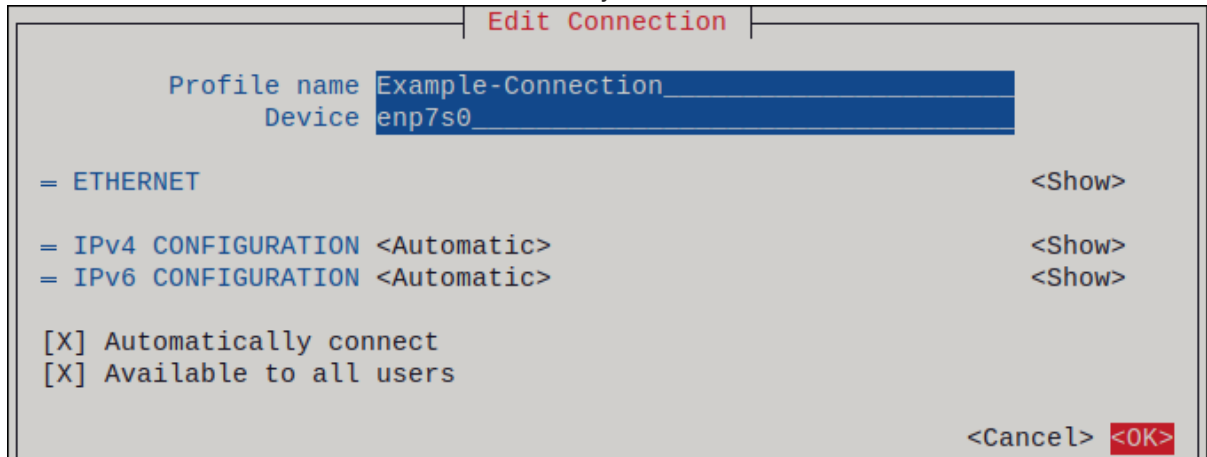 Edit Connection
Profile name Example-Connection
Device enp7s0
= ETHERNET <Show>
= IPv4 CONFIGURATION <Automatic> <Show>
= IPv6 CONFIGURATION <Automatic> <Show>
[X] Automatically connect
[X] Available to all users
<Cancel> <OK>